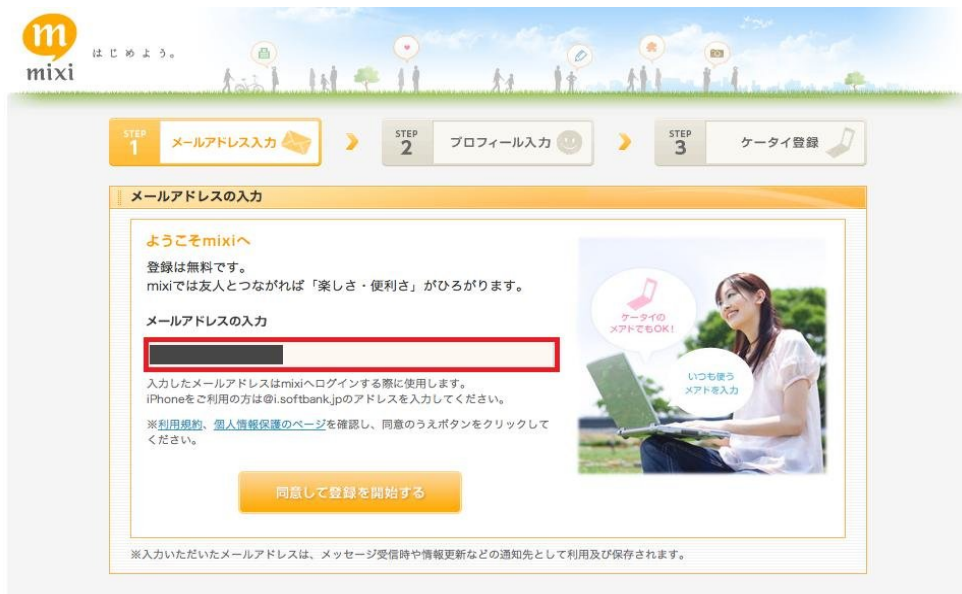 mixi
はじめよう。
STEP 1 メールアドレス入力
STEP 2 プロフィール入力
STEP 3 ケータイ登録
メールアドレスの入力
ようこそmixiへ
登録は無料です。
mixiでは友人とつながれば「楽しさ・便利さ」がひろがります。
メールアドレスの入力
入力したメールアドレスはmixiへログインする際に使用します。
iPhoneをご利用の方は@i.softbank.jpのアドレスを入力してください。
※利用規約、個人情報保護のページを確認し、同意のうえボタンをクリックして
ください。
同意して登録を開始する
ケータイの
メアドでもOK!
いつも使う
メアドを入力
※入力いただいたメールアドレスは、メッセージ受信時や情報更新などの通知先として利用及び保存されます。